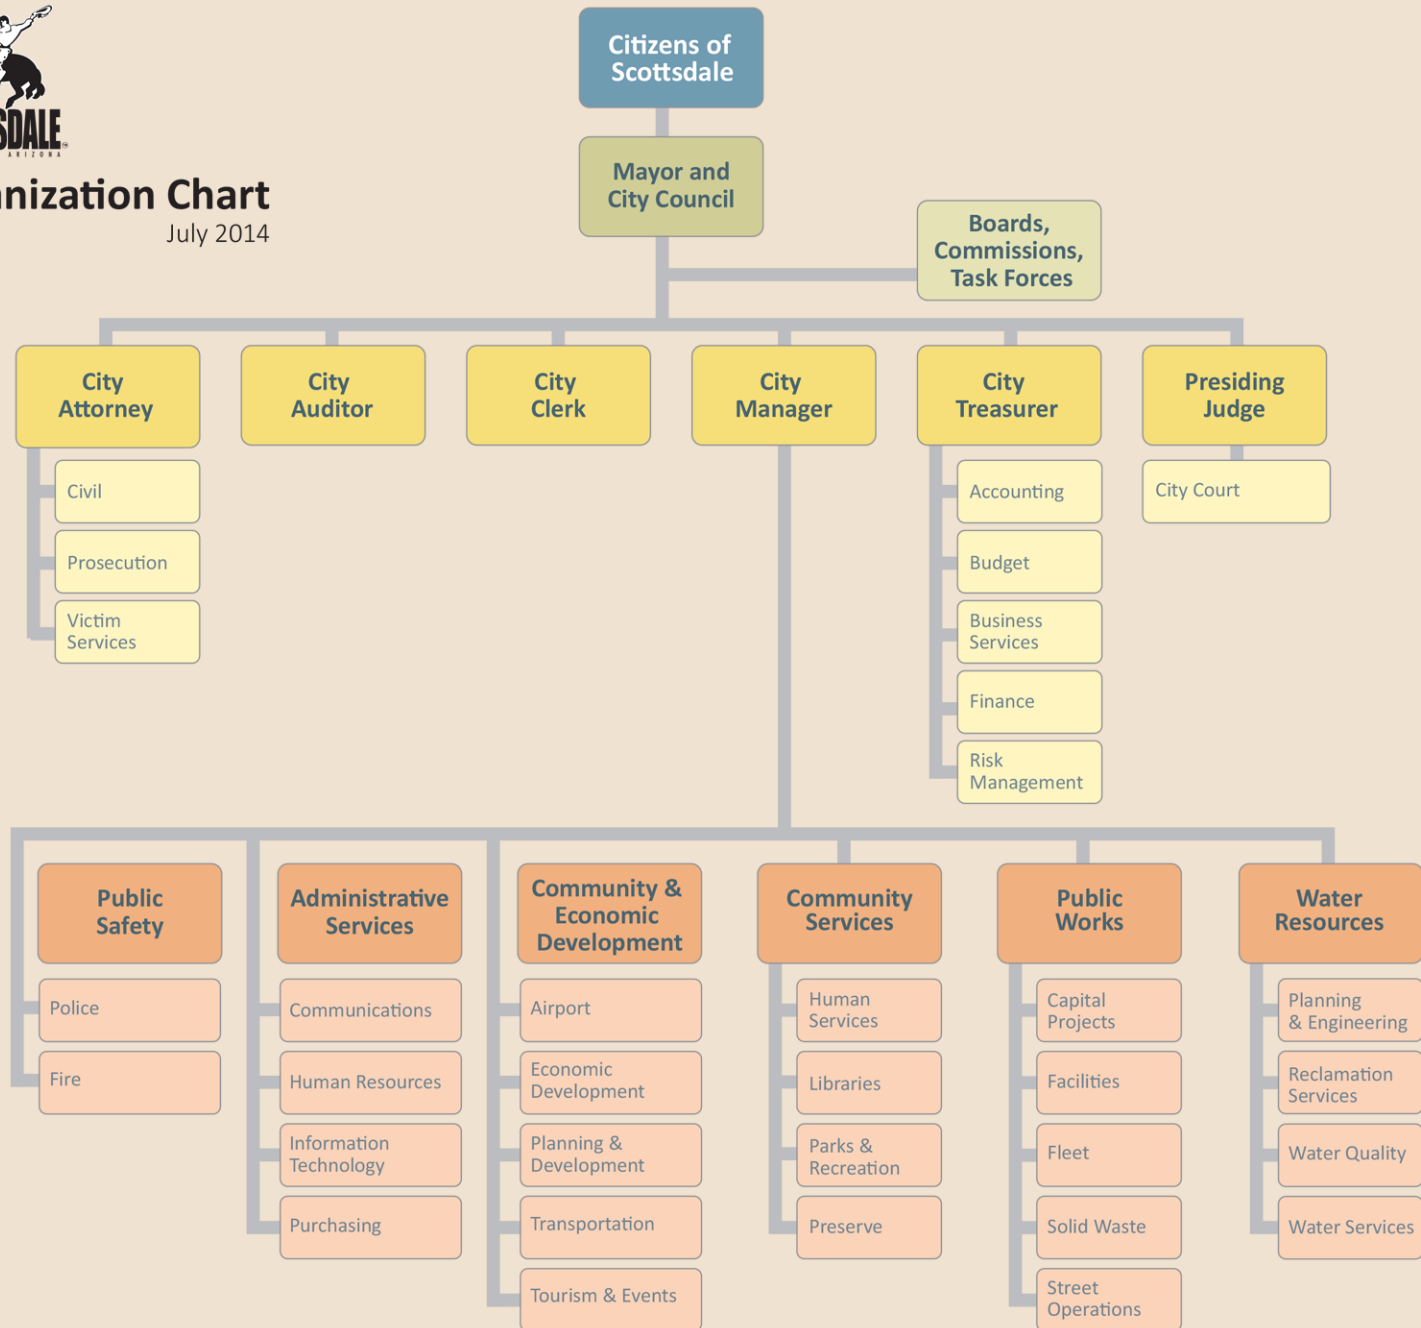 Citizens of
Scottsdale
SDALE
ARIZONA
Mayor and
City Council
nization Chart
July 2014
Boards,
Commissions,
Task Forces
City
Attorney
City
Auditor
City
Clerk
City
Manager
City
Treasurer
Presiding
Judge
Civil
Prosecution
Victim
Services
Accounting
Budget
Business
Services
Finance
Risk
Management
City Court
Public
Safety
Police
Fire
Administrative
Services
Communications
Human Resources
Information
Technology
Purchasing
Community &
Economic
Development
Airport
Economic
Development
Planning &
Development
Transportation
Tourism & Events
Community
Services
Human
Services
Libraries
Parks &
Recreation
Preserve
Public
Works
Capital
Projects
Facilities
Fleet
Solid Waste
Street
Operations
Water
Resources
Planning
& Engineering
Reclamation
Services
Water Quality
Water Services